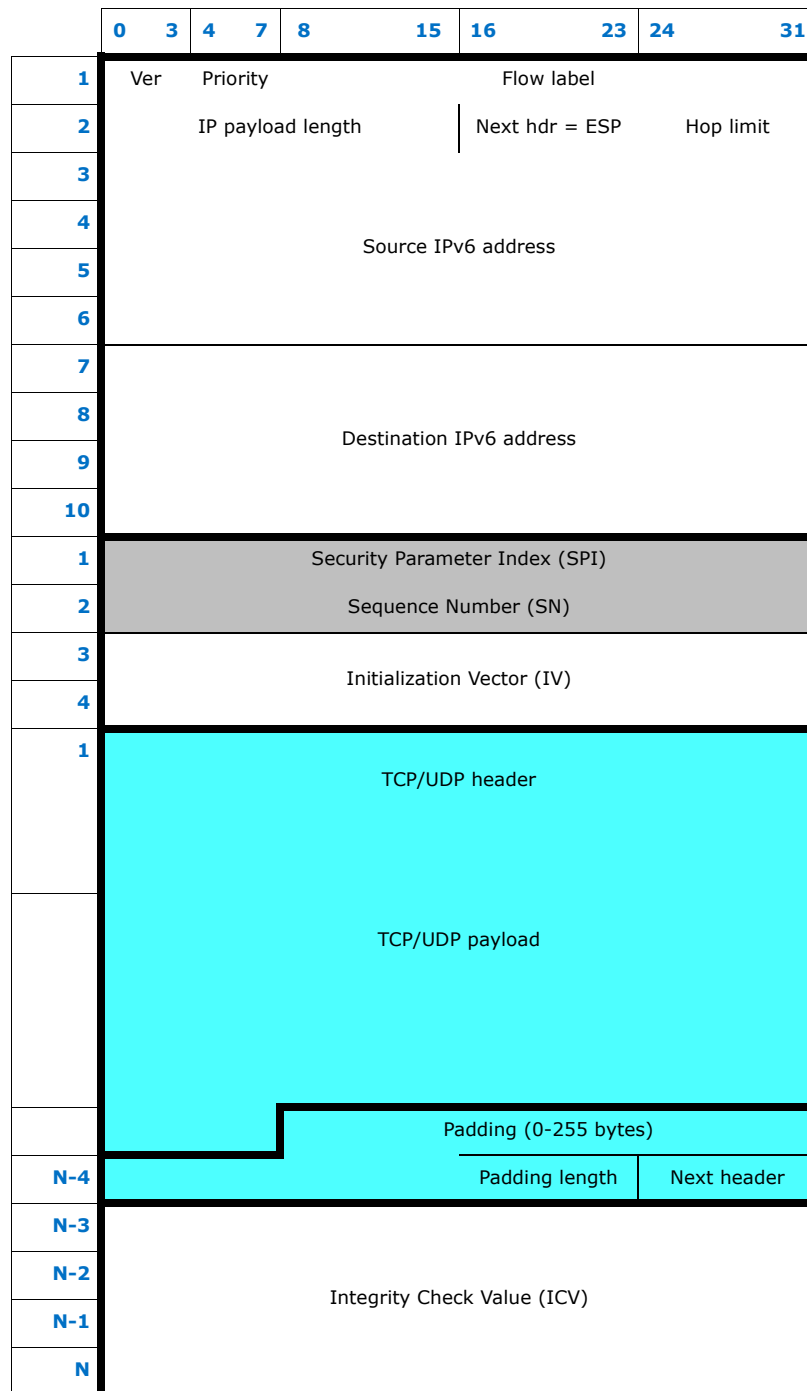 0 3 4 7 8 15 16 23 24 31
1 Ver Priority Flow label
2 IP payload length Next hdr = ESP Hop limit
3
4
Source IPv6 address
5
6
7
8
Destination IPv6 address
9
10
1 Security Parameter Index (SPI)
2 Sequence Number (SN)
3
Initialization Vector (IV)
4
1
TCP/UDP header
TCP/UDP payload
Padding (0-255 bytes)
N-4 Padding length Next header
N-3
N-2
Integrity Check Value (ICV)
N-1
N